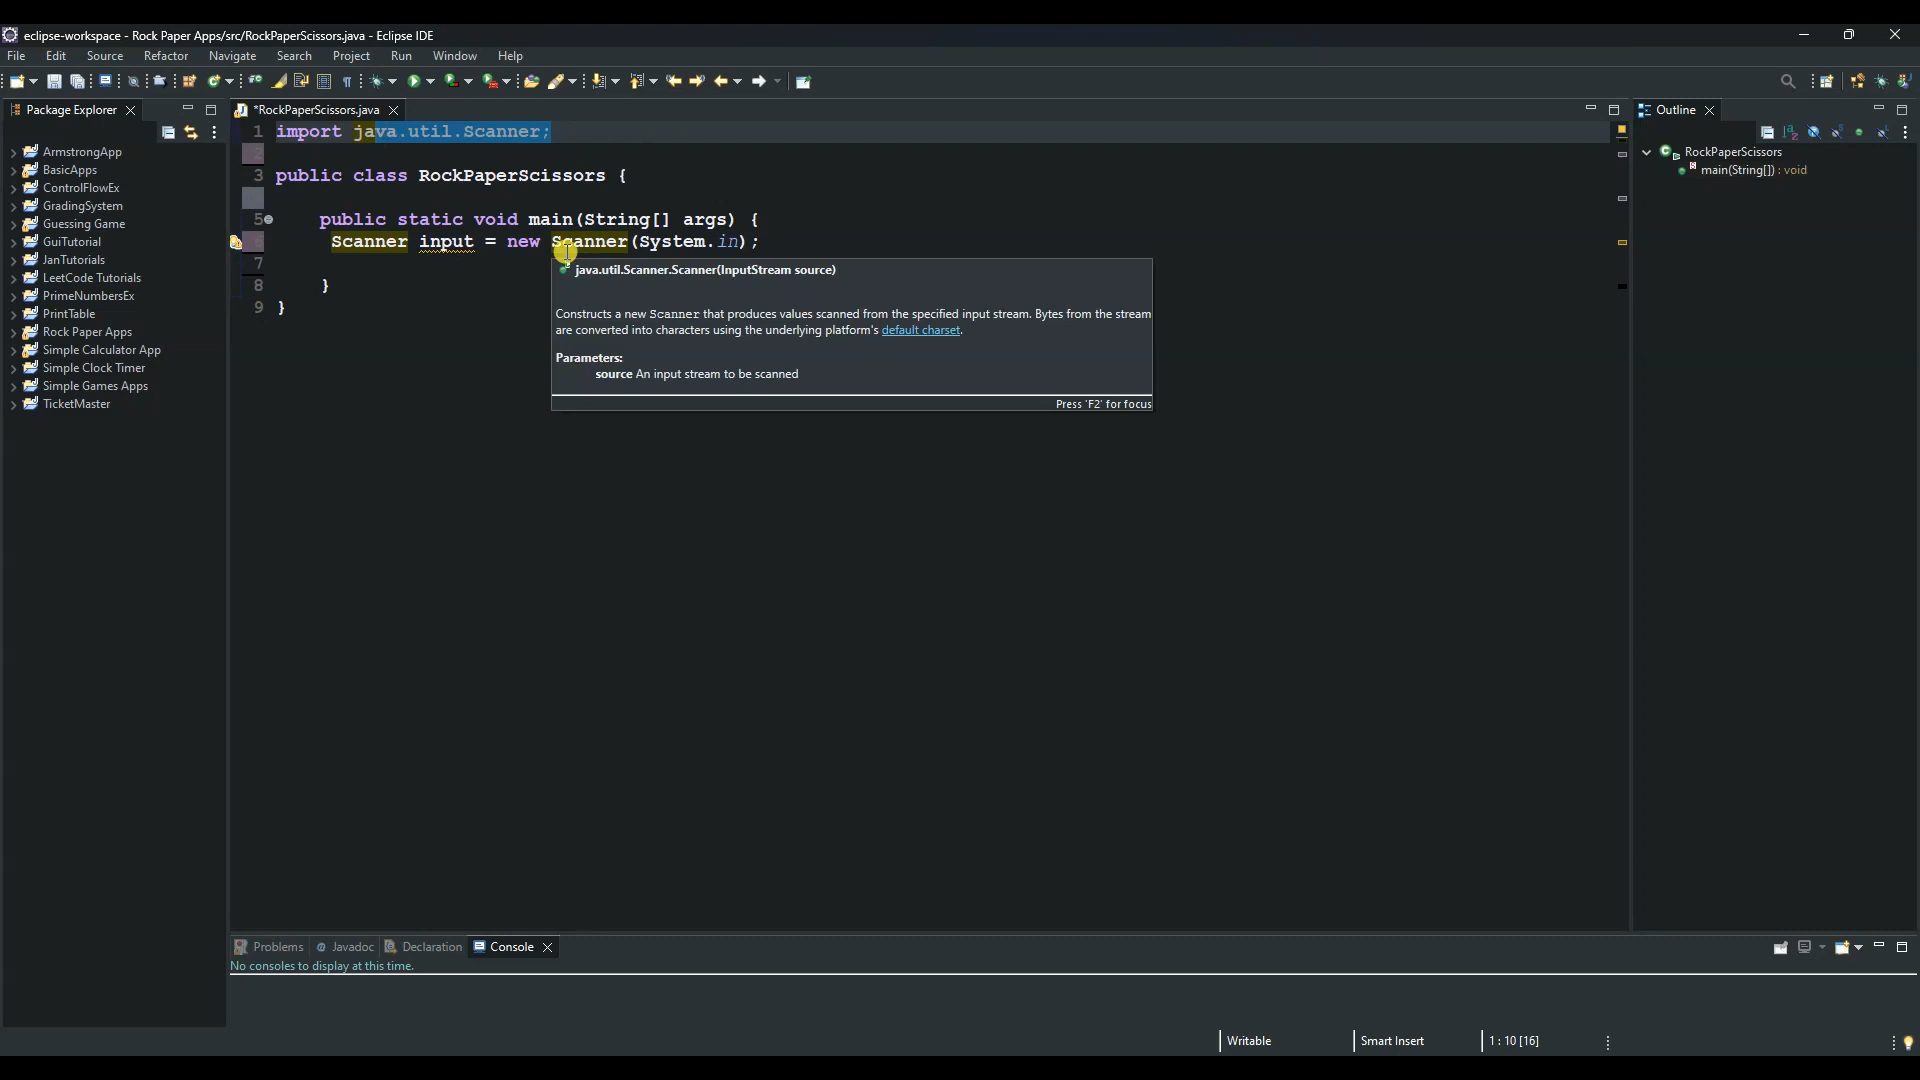 eclipse-workspace - Rock Paper Apps/src/RockPaperScissors.java - Eclipse IDE
File Edit Source Refactor Navigate Search Project Run Window Help
Package Explorer
*RockPaperScissors.java
Outline
ArmstrongApp
BasicApps
ControlFlowEx
GradingSystem
Guessing Game
GuiTutorial
JanTutorials
LeetCode Tutorials
PrimeNumbersEx
PrintTable
Rock Paper Apps
Simple Calculator App
Simple Clock Timer
Simple Games Apps
TicketMaster
1 import java.util.Scanner;
3 public class RockPaperScissors {
5 public static void main(String[] args) {
Scanner input = new Scanner(System.in);
7
8 }
9 }
java.util.Scanner.Scanner(InputStream source)
Constructs a new Scanner that produces values scanned from the specified input stream. Bytes from the stream
are converted into characters using the underlying platform's default charset.
Parameters:
source An input stream to be scanned
Press 'F2' for focus
RockPaperScissors
main(String[]) : void
Problems Javadoc Declaration Console
No consoles to display at this time.
Writable Smart Insert 1 : 10 [16]